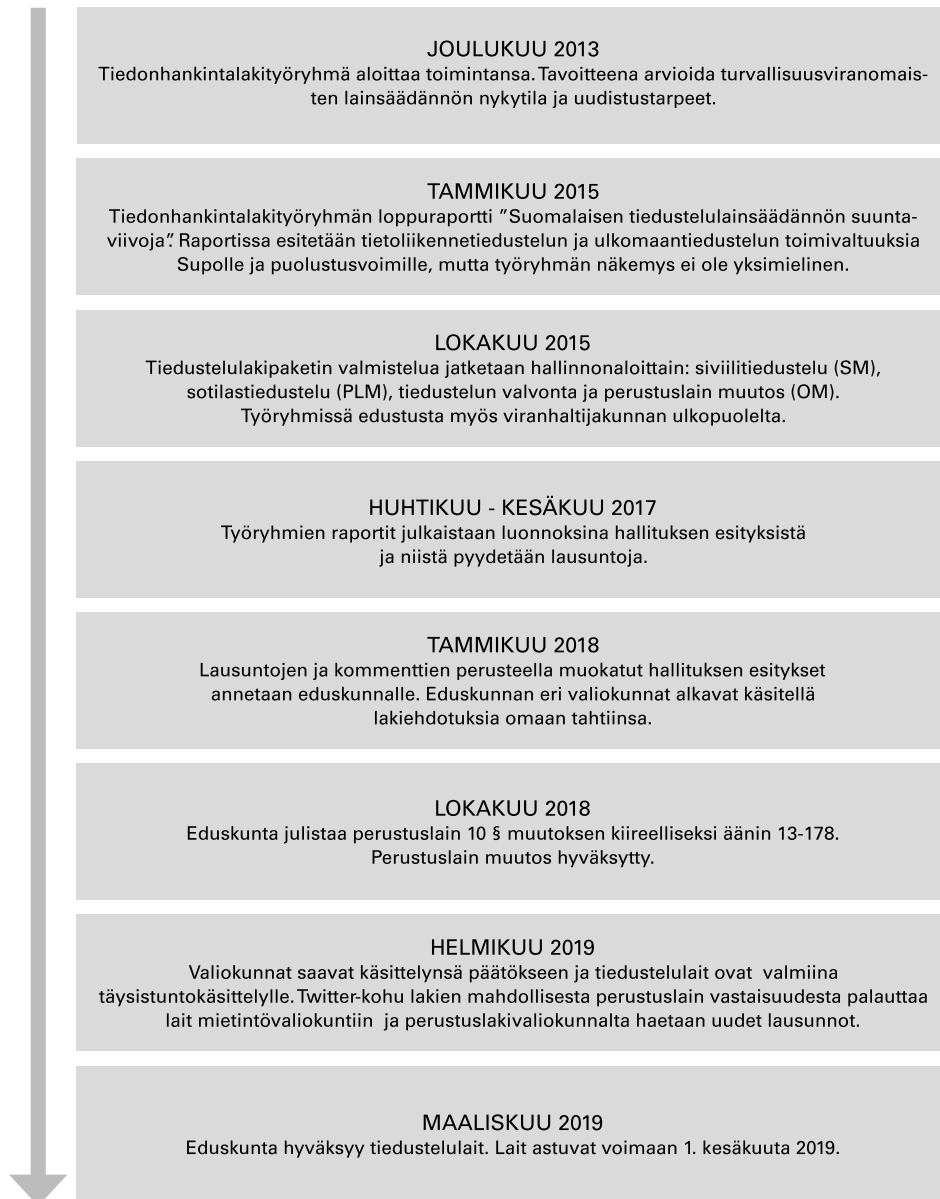 JOULUKUU 2013
Tiedonhankintalakityöryhmä aloittaa toimintansa. Tavoitteena arvioida turvallisuusviranomais-
ten lainsäädännön nykytila ja uudistustarpeet.
TAMMIKUU 2015
Tiedonhankintalakityöryhmän loppuraportti ”Suomalaisen tiedustelulainsäädännön suunta-
viivoja”. Raportissa esitetään tietoliikennetiedustelun ja ulkomaantiedustelun toimivaltuuksia
Supolle ja puolustusvoimille, mutta työryhmän näkemys ei ole yksimielinen.
LOKAKUU 2015
Tiedustelulakipaketin valmistelua jatketaan hallinnonaloittain: siviilitiedustelu (SM),
sotilastiedustelu (PLM), tiedustelun valvonta ja perustuslain muutos (OM).
Työryhmissä edustusta myös viranhaltijakunnan ulkopuolelta.
HUHTIKUU - KESÄKUU 2017
Työryhmien raportit julkaistaan luonnoksina hallituksen esityksistä
ja niistä pyydetään lausuntoja.
TAMMIKUU 2018
Lausuntojen ja kommenttien perusteella muokatut hallituksen esitykset
annetaan eduskunnalle. Eduskunnan eri valiokunnat alkavat käsitellä
lakiehdotuksia omaan tahtiinsa.
LOKAKUU 2018
Eduskunta julistaa perustuslain 10 § muutoksen kiireelliseksi äänin 13-178.
Perustuslain muutos hyväksytty.
HELMIKUU 2019
Valiokunnat saavat käsittelynsä päätökseen ja tiedustelulait ovat  valmiina
täysistuntokäsittelylle. Twitter-kohu lakien mahdollisesta perustuslain vastaisuudesta palauttaa
lait mietintövaliokuntiin  ja perustuslakivaliokunnalta haetaan uudet lausunnot.
MAALISKUU 2019
Eduskunta hyväksyy tiedustelulait. Lait astuvat voimaan 1. kesäkuuta 2019.